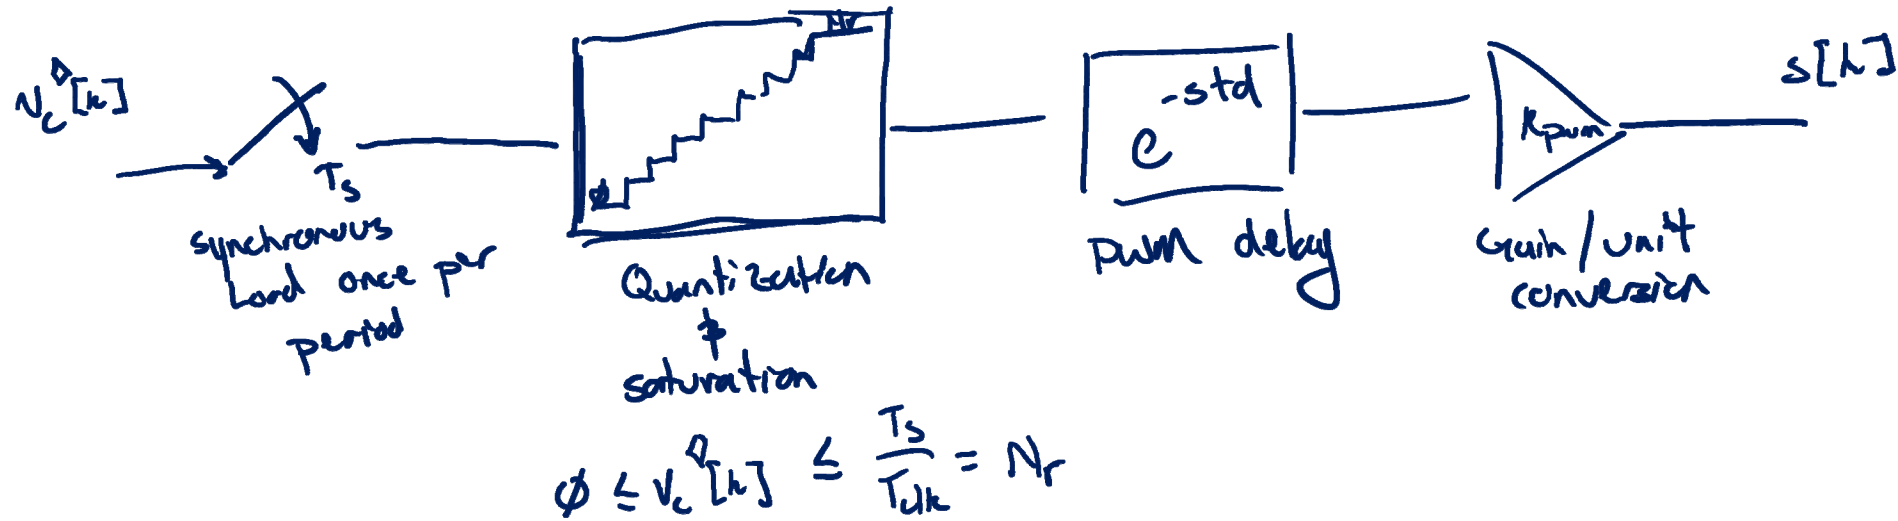 v_c^◇[k]
T_s
synchronous
Load once per
period
Nr
∅
Quantization
&
saturation
e^{-std}
PWM delay
K_pwm
Gain/unit
conversion
s[k]
∅ ≤ v_c^◇[k] ≤ T_s/T_clk = N_r